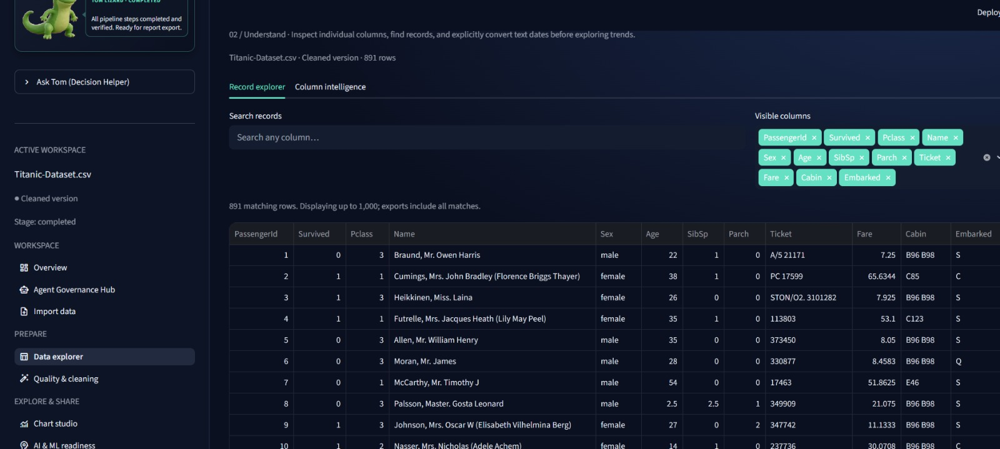 TOM LIZARD · COMPLETED
All pipeline steps completed and
verified. Ready for report export.
Ask Tom (Decision Helper)
ACTIVE WORKSPACE
Titanic-Dataset.csv
Cleaned version
Stage: completed
WORKSPACE
Overview
Agent Governance Hub
Import data
PREPARE
Data explorer
Quality & cleaning
EXPLORE & SHARE
Chart studio
AI & ML readiness
Deploy
02 / Understand · Inspect individual columns, find records, and explicitly convert text dates before exploring trends.
Titanic-Dataset.csv · Cleaned version · 891 rows
Record explorer Column intelligence
Search records
Search any column...
Visible columns
PassengerId × Survived × Pclass × Name ×
Sex × Age × SibSp × Parch × Ticket ×
Fare × Cabin × Embarked ×
891 matching rows. Displaying up to 1,000; exports include all matches.
PassengerId Survived Pclass Name Sex Age SibSp Parch Ticket Fare Cabin Embarked
1 0 3 Braund, Mr. Owen Harris male 22 1 0 A/5 21171 7.25 B96 B98 S
2 1 1 Cumings, Mrs. John Bradley (Florence Briggs Thayer) female 38 1 0 PC 17599 65.6344 C85 C
3 1 3 Heikkinen, Miss. Laina female 26 0 0 STON/O2. 3101282 7.925 B96 B98 S
4 1 1 Futrelle, Mrs. Jacques Heath (Lily May Peel) female 35 1 0 113803 53.1 C123 S
5 0 3 Allen, Mr. William Henry male 35 0 0 373450 8.05 B96 B98 S
6 0 3 Moran, Mr. James male 28 0 0 330877 8.4583 B96 B98 Q
7 0 1 McCarthy, Mr. Timothy J male 54 0 0 17463 51.8625 E46 S
8 0 3 Palsson, Master. Gosta Leonard male 2.5 2.5 1 349909 21.075 B96 B98 S
9 1 3 Johnson, Mrs. Oscar W (Elisabeth Vilhelmina Berg) female 27 0 2 347742 11.1333 B96 B98 S
10 1 2 Nasser, Mrs. Nicholas (Adele Achem) female 14 1 0 237736 30.0708 B96 B98 C